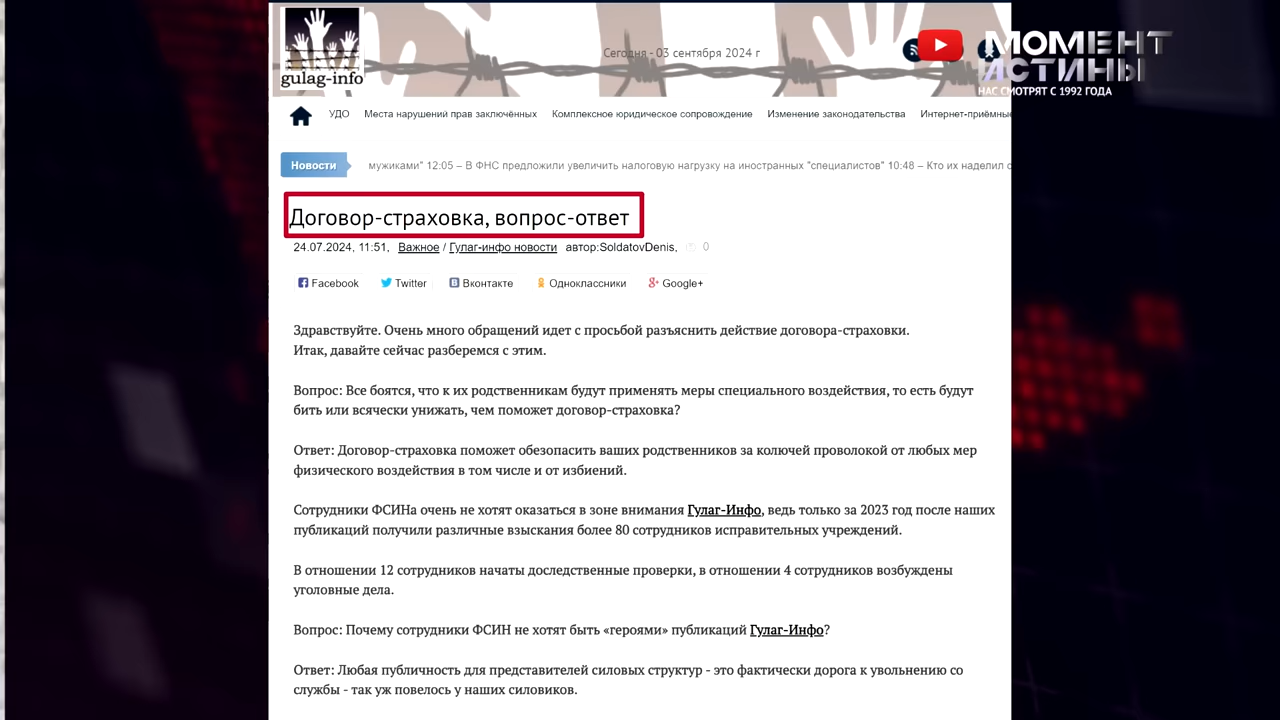 gulag-info
Сегодня - 03 сентября 2024 г
МОМЕНТ
ИСТИНЫ
НАС СМОТРЯТ С 1992 ГОДА
УДО Места нарушений прав заключённых Комплексное юридическое сопровождение Изменение законодательства Интернет-приёмные
Новости мужиками" 12:05 – В ФНС предложили увеличить налоговую нагрузку на иностранных "специалистов" 10:48 – Кто их наделил
Договор-страховка, вопрос-ответ
24.07.2024, 11:51, Важное / Гулаг-инфо новости автор:SoldatovDenis, 0
Facebook Twitter Вконтакте Одноклассники Google+
Здравствуйте. Очень много обращений идет с просьбой разъяснить действие договора-страховки.
Итак, давайте сейчас разберемся с этим.
Вопрос: Все боятся, что к их родственникам будут применять меры специального воздействия, то есть будут
бить или всячески унижать, чем поможет договор-страховка?
Ответ: Договор-страховка поможет обезопасить ваших родственников за колючей проволокой от любых мер
физического воздействия в том числе и от избиений.
Сотрудники ФСИНа очень не хотят оказаться в зоне внимания Гулаг-Инфо, ведь только за 2023 год после наших
публикаций получили различные взыскания более 80 сотрудников исправительных учреждений.
В отношении 12 сотрудников начаты доследственные проверки, в отношении 4 сотрудников возбуждены
уголовные дела.
Вопрос: Почему сотрудники ФСИН не хотят быть «героями» публикаций Гулаг-Инфо?
Ответ: Любая публичность для представителей силовых структур - это фактически дорога к увольнению со
службы - так уж повелось у наших силовиков.